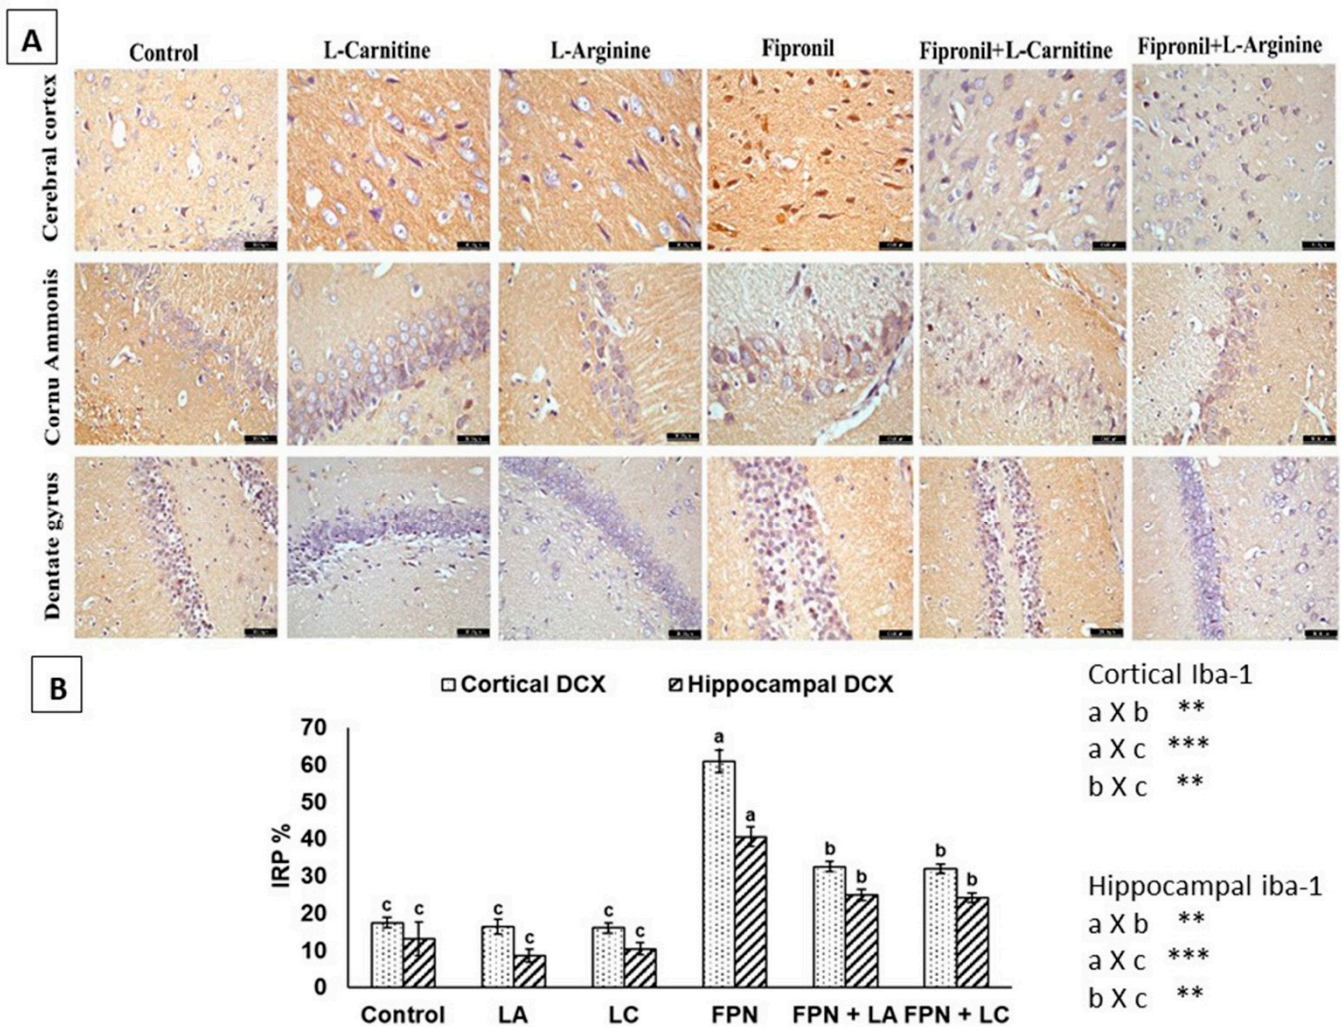 A
Control L-Carnitine L-Arginine Fipronil Fipronil+L-Carnitine Fipronil+L-Arginine
Cerebral cortex
Cornu Ammonis
Dentate gyrus
B
Cortical DCX Hippocampal DCX
IRP %
70
60
50
40
30
20
10
0
c c c c c c a a b b b b
Control LA LC FPN FPN + LA FPN + LC
Cortical Iba-1
a X b **
a X c ***
b X c **
Hippocampal iba-1
a X b **
a X c ***
b X c **